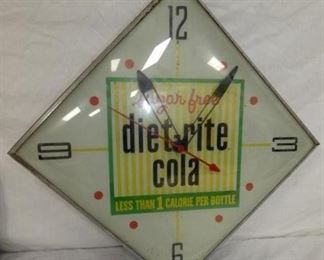 12
sugar free
diet-rite
cola
LESS THAN 1 CALORIE PER BOTTLE
9
3
6